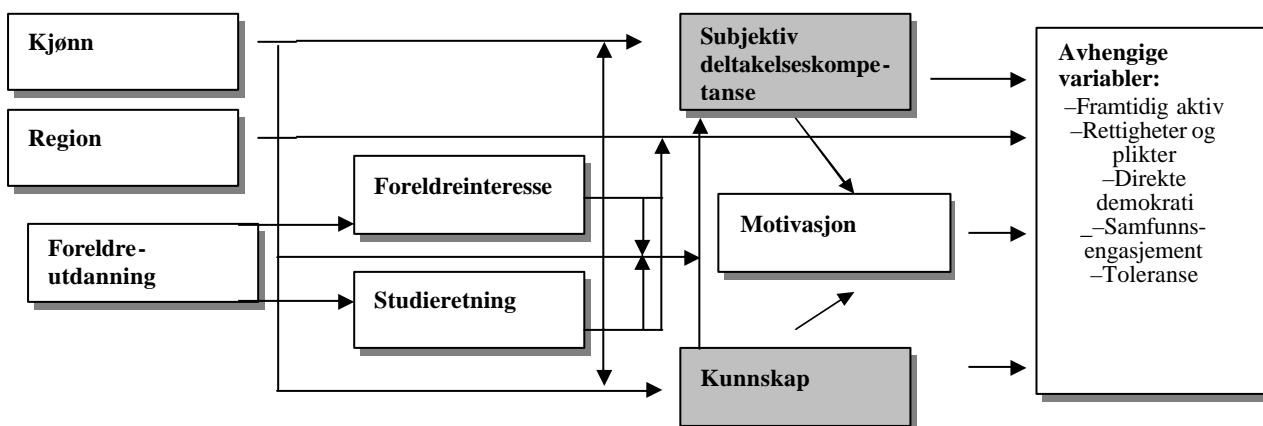 Kjønn
Region
Foreldre-
utdanning
Foreldreinteresse
Studieretning
Subjektiv
deltakelseskompe-
tanse
Motivasjon
Kunnskap
Avhengige
variabler:
–Framtidig aktiv
–Rettigheter og
plikter
–Direkte
demokrati
_–Samfunns-
engasjement
–Toleranse